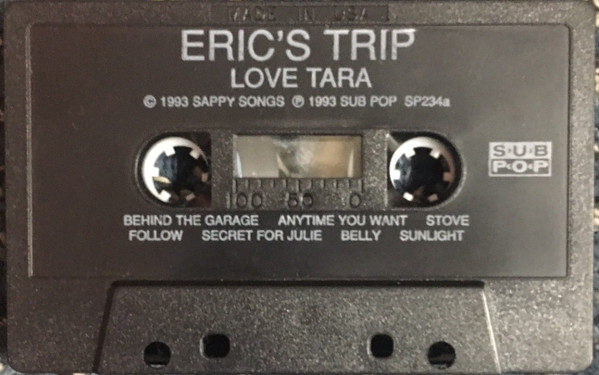 MADE IN USA
ERIC'S TRIP
LOVE TARA
© 1993 SAPPY SONGS ℗ 1993 SUB POP SP234a
SUB
POP
100 50 0
BEHIND THE GARAGE ANYTIME YOU WANT STOVE
FOLLOW SECRET FOR JULIE BELLY SUNLIGHT